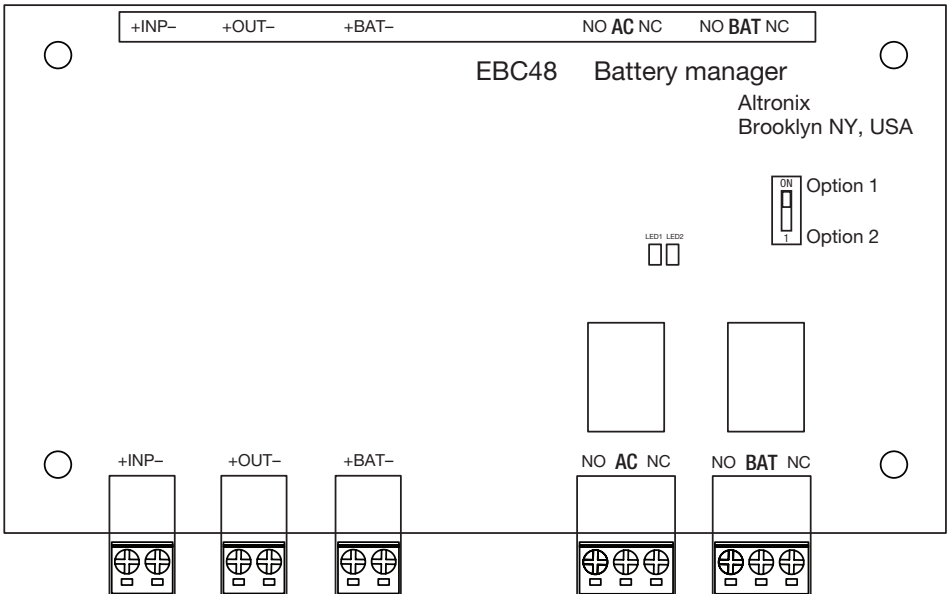 +INP– +OUT– +BAT– NO AC NC NO BAT NC
EBC48 Battery manager
Altronix
Brooklyn NY, USA
ON
Option 1
1
Option 2
LED1 LED2
+INP– +OUT– +BAT– NO AC NC NO BAT NC